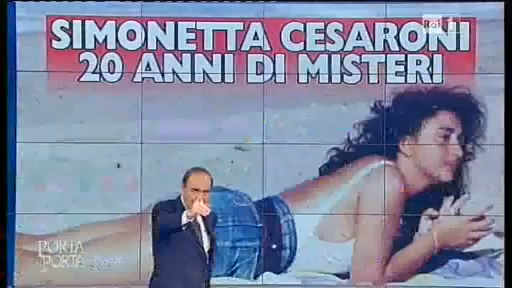 SIMONETTA CESARONI
20 ANNI DI MISTERI
Rai 1
PORTA
PORTA